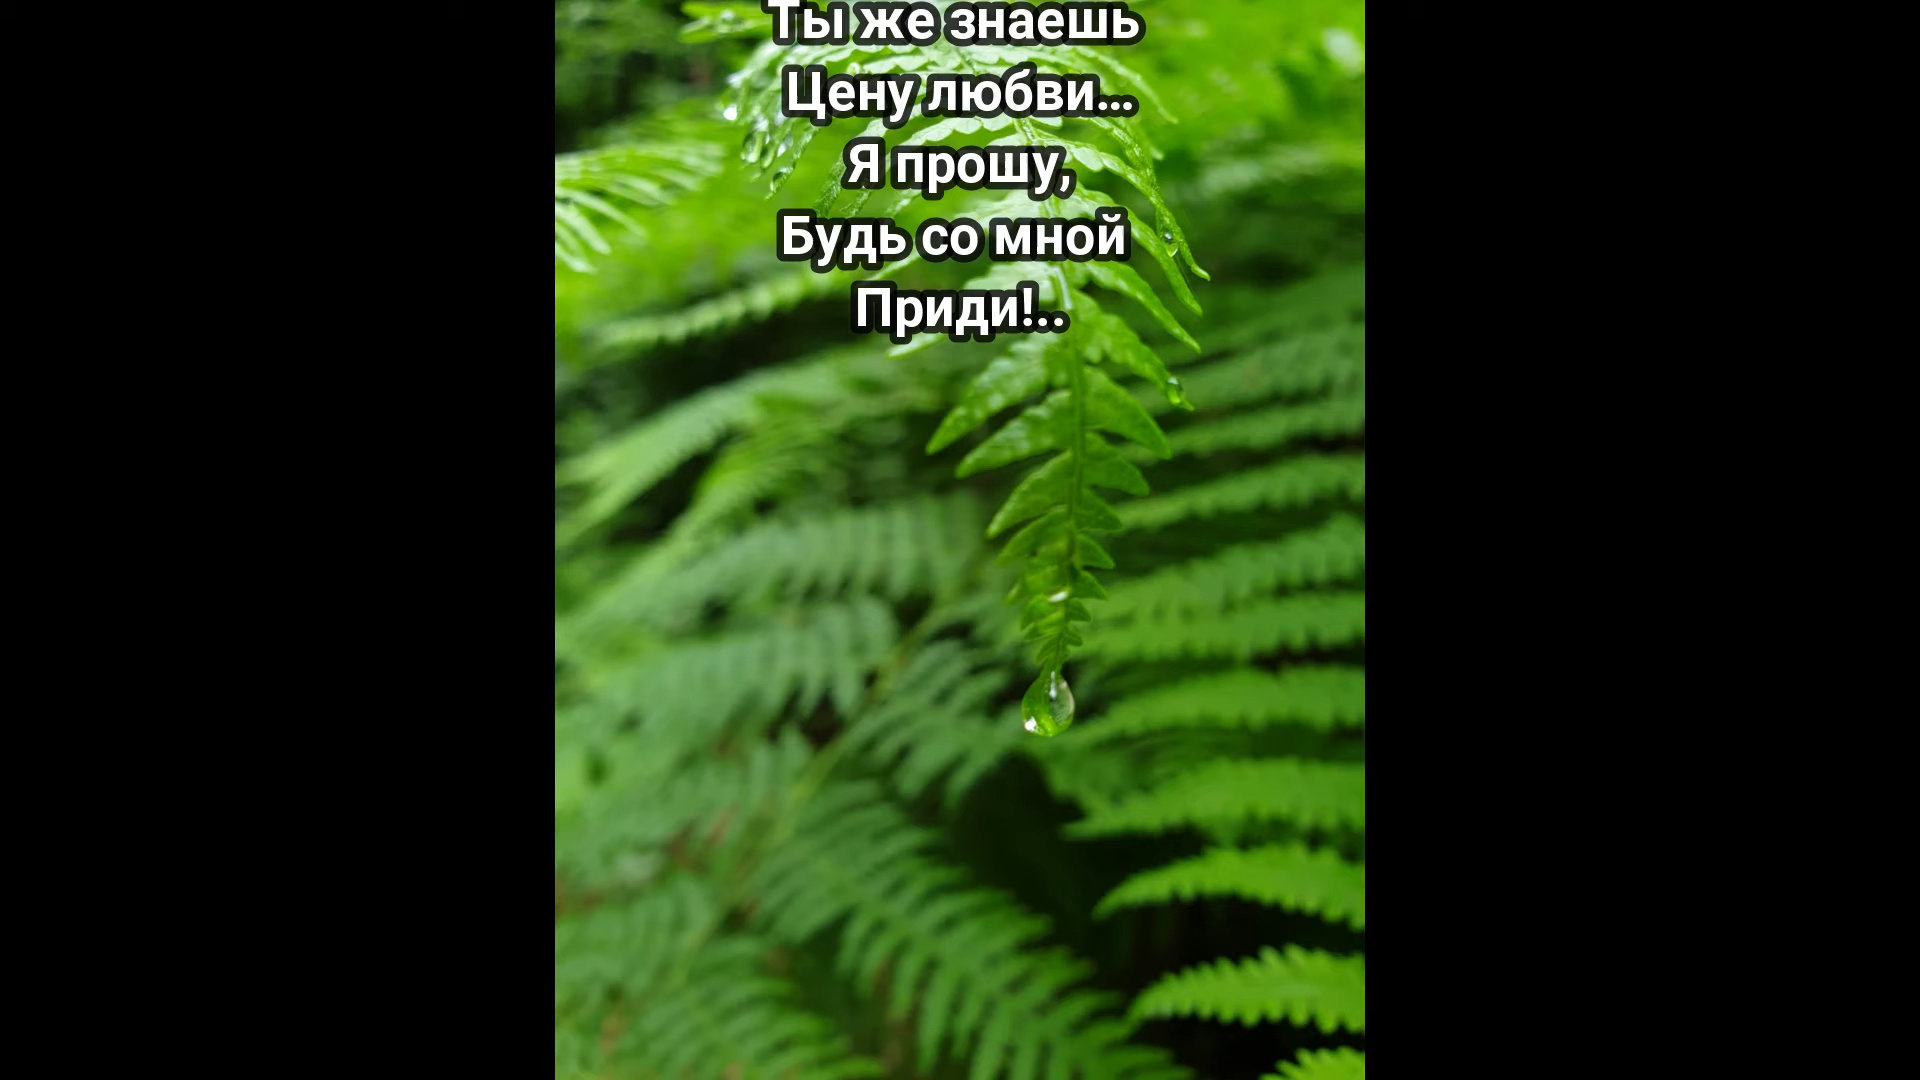 Ты же знаешь
Цену любви...
Я прошу,
Будь со мной
Приди!..